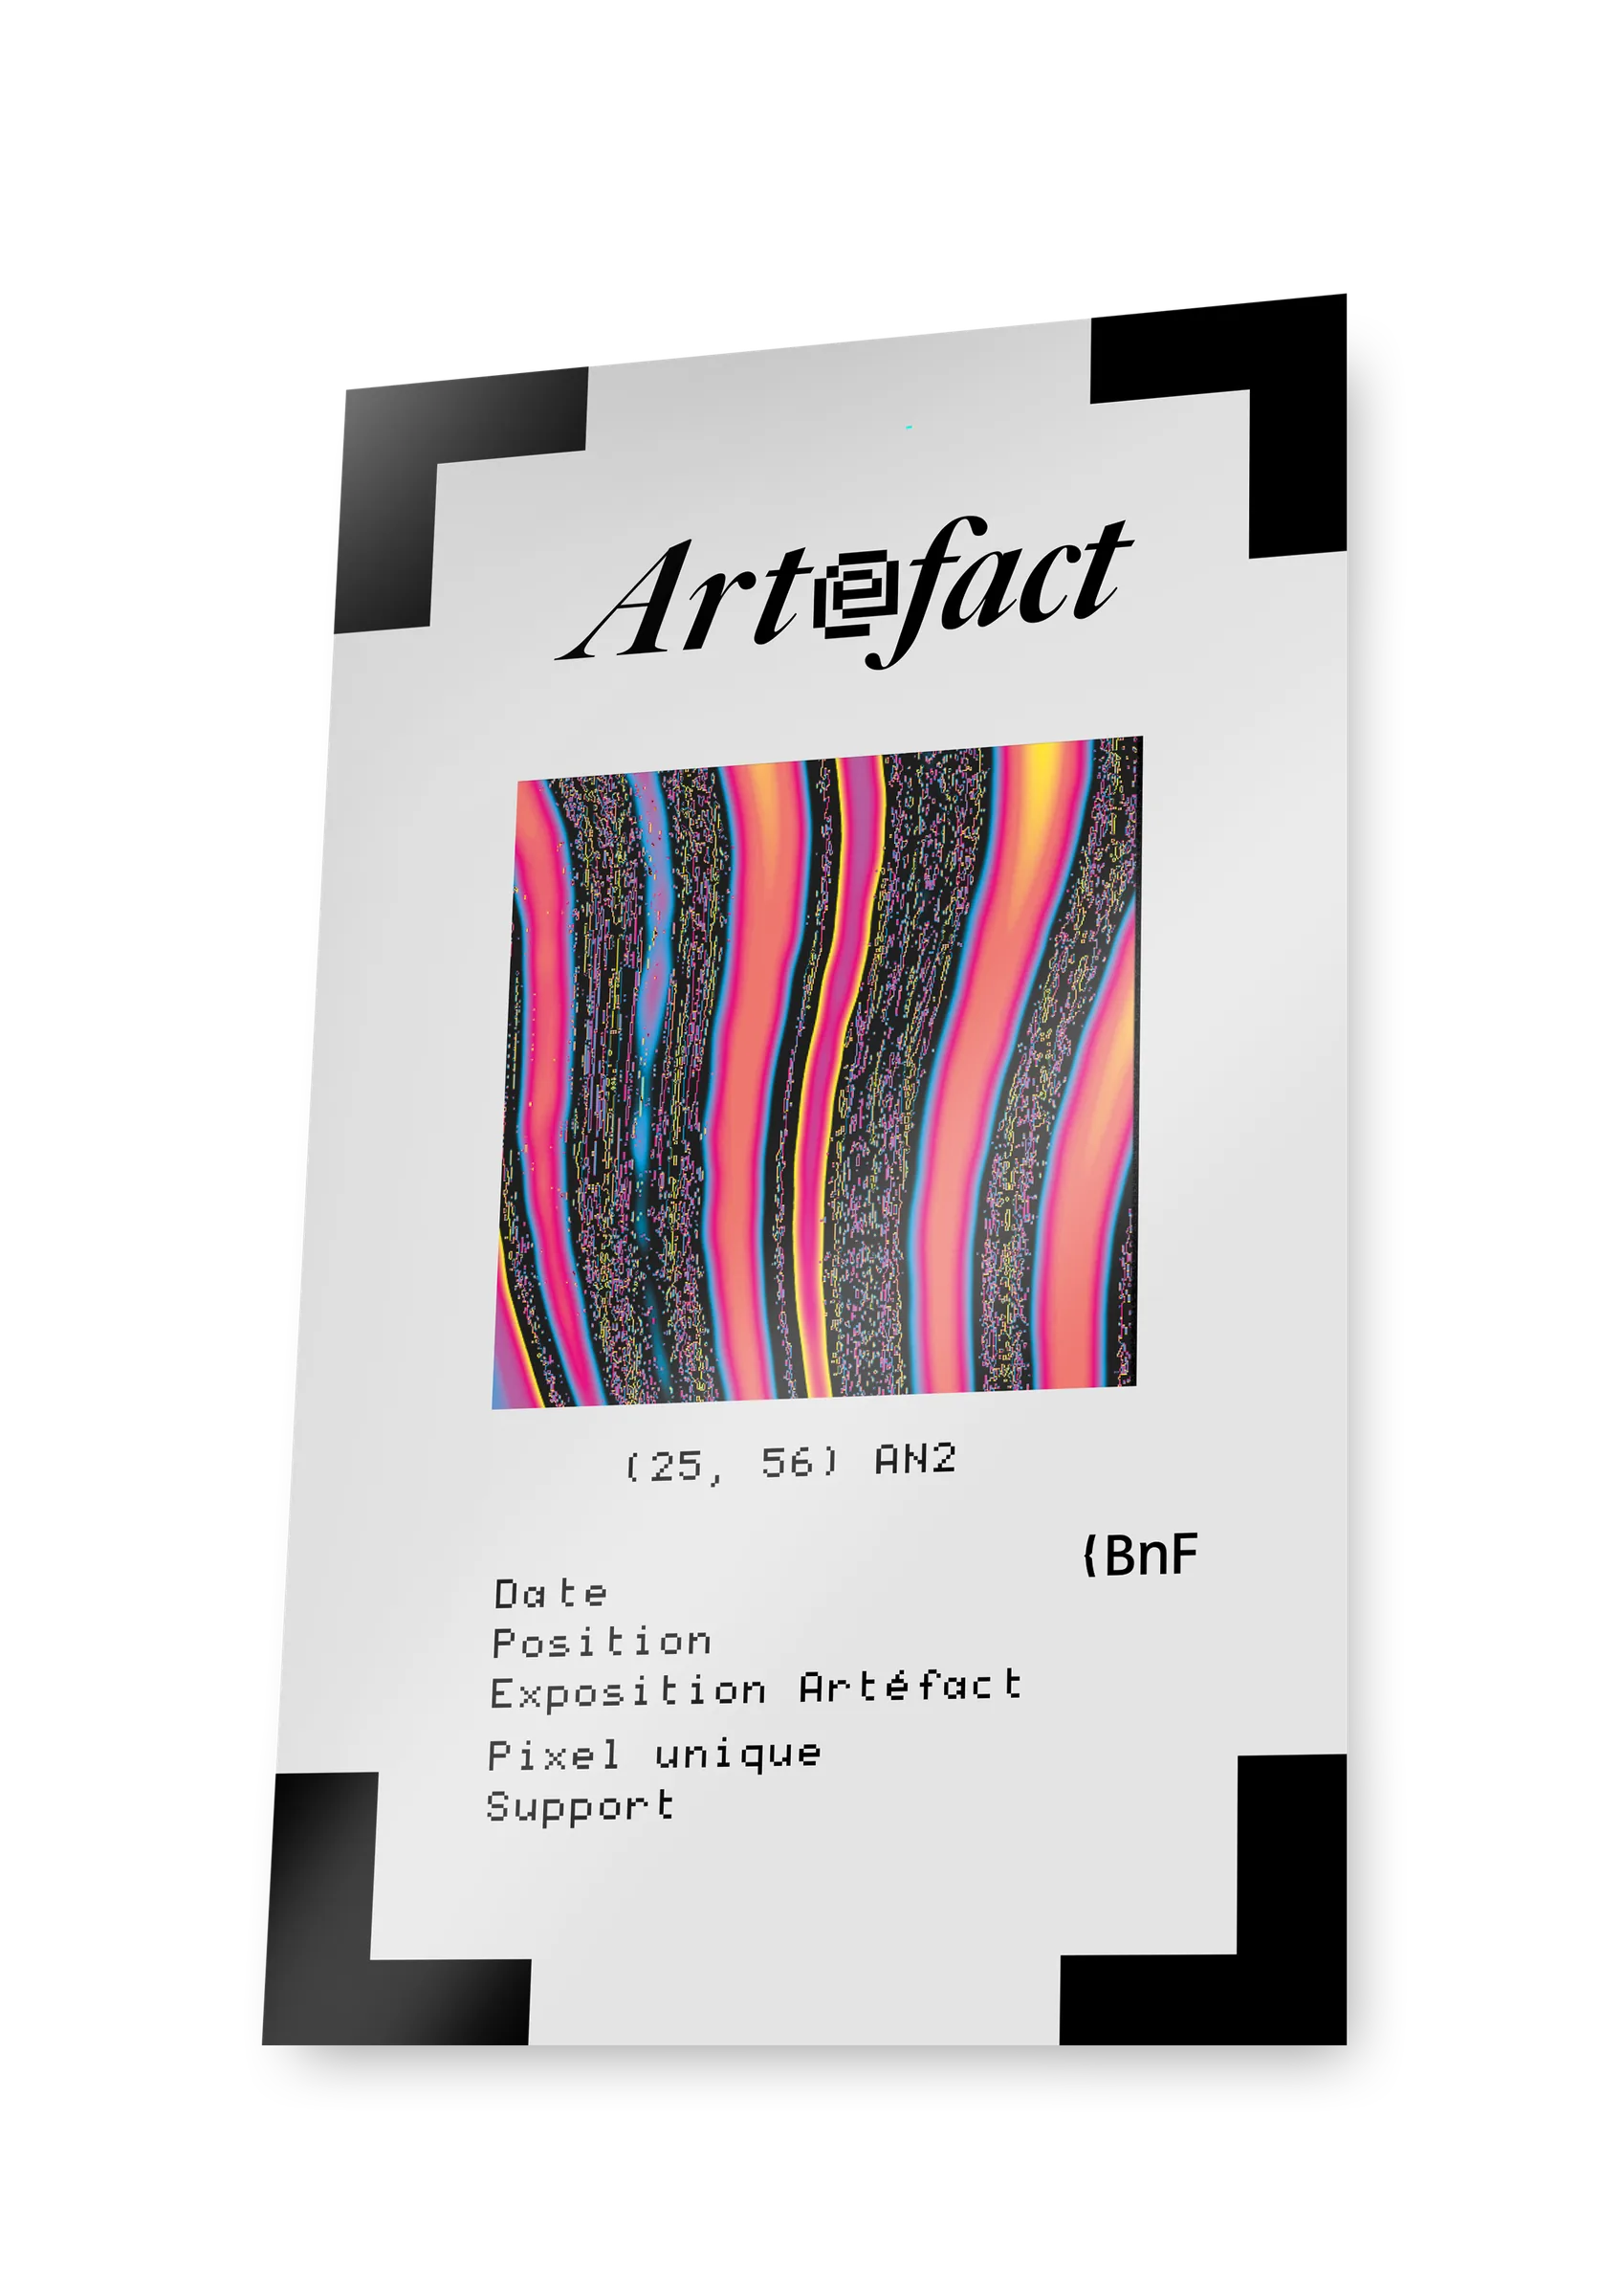 Artefact
(25, 56) AN2
{BnF
Date
Position
Exposition Artéfact
Pixel unique
Support